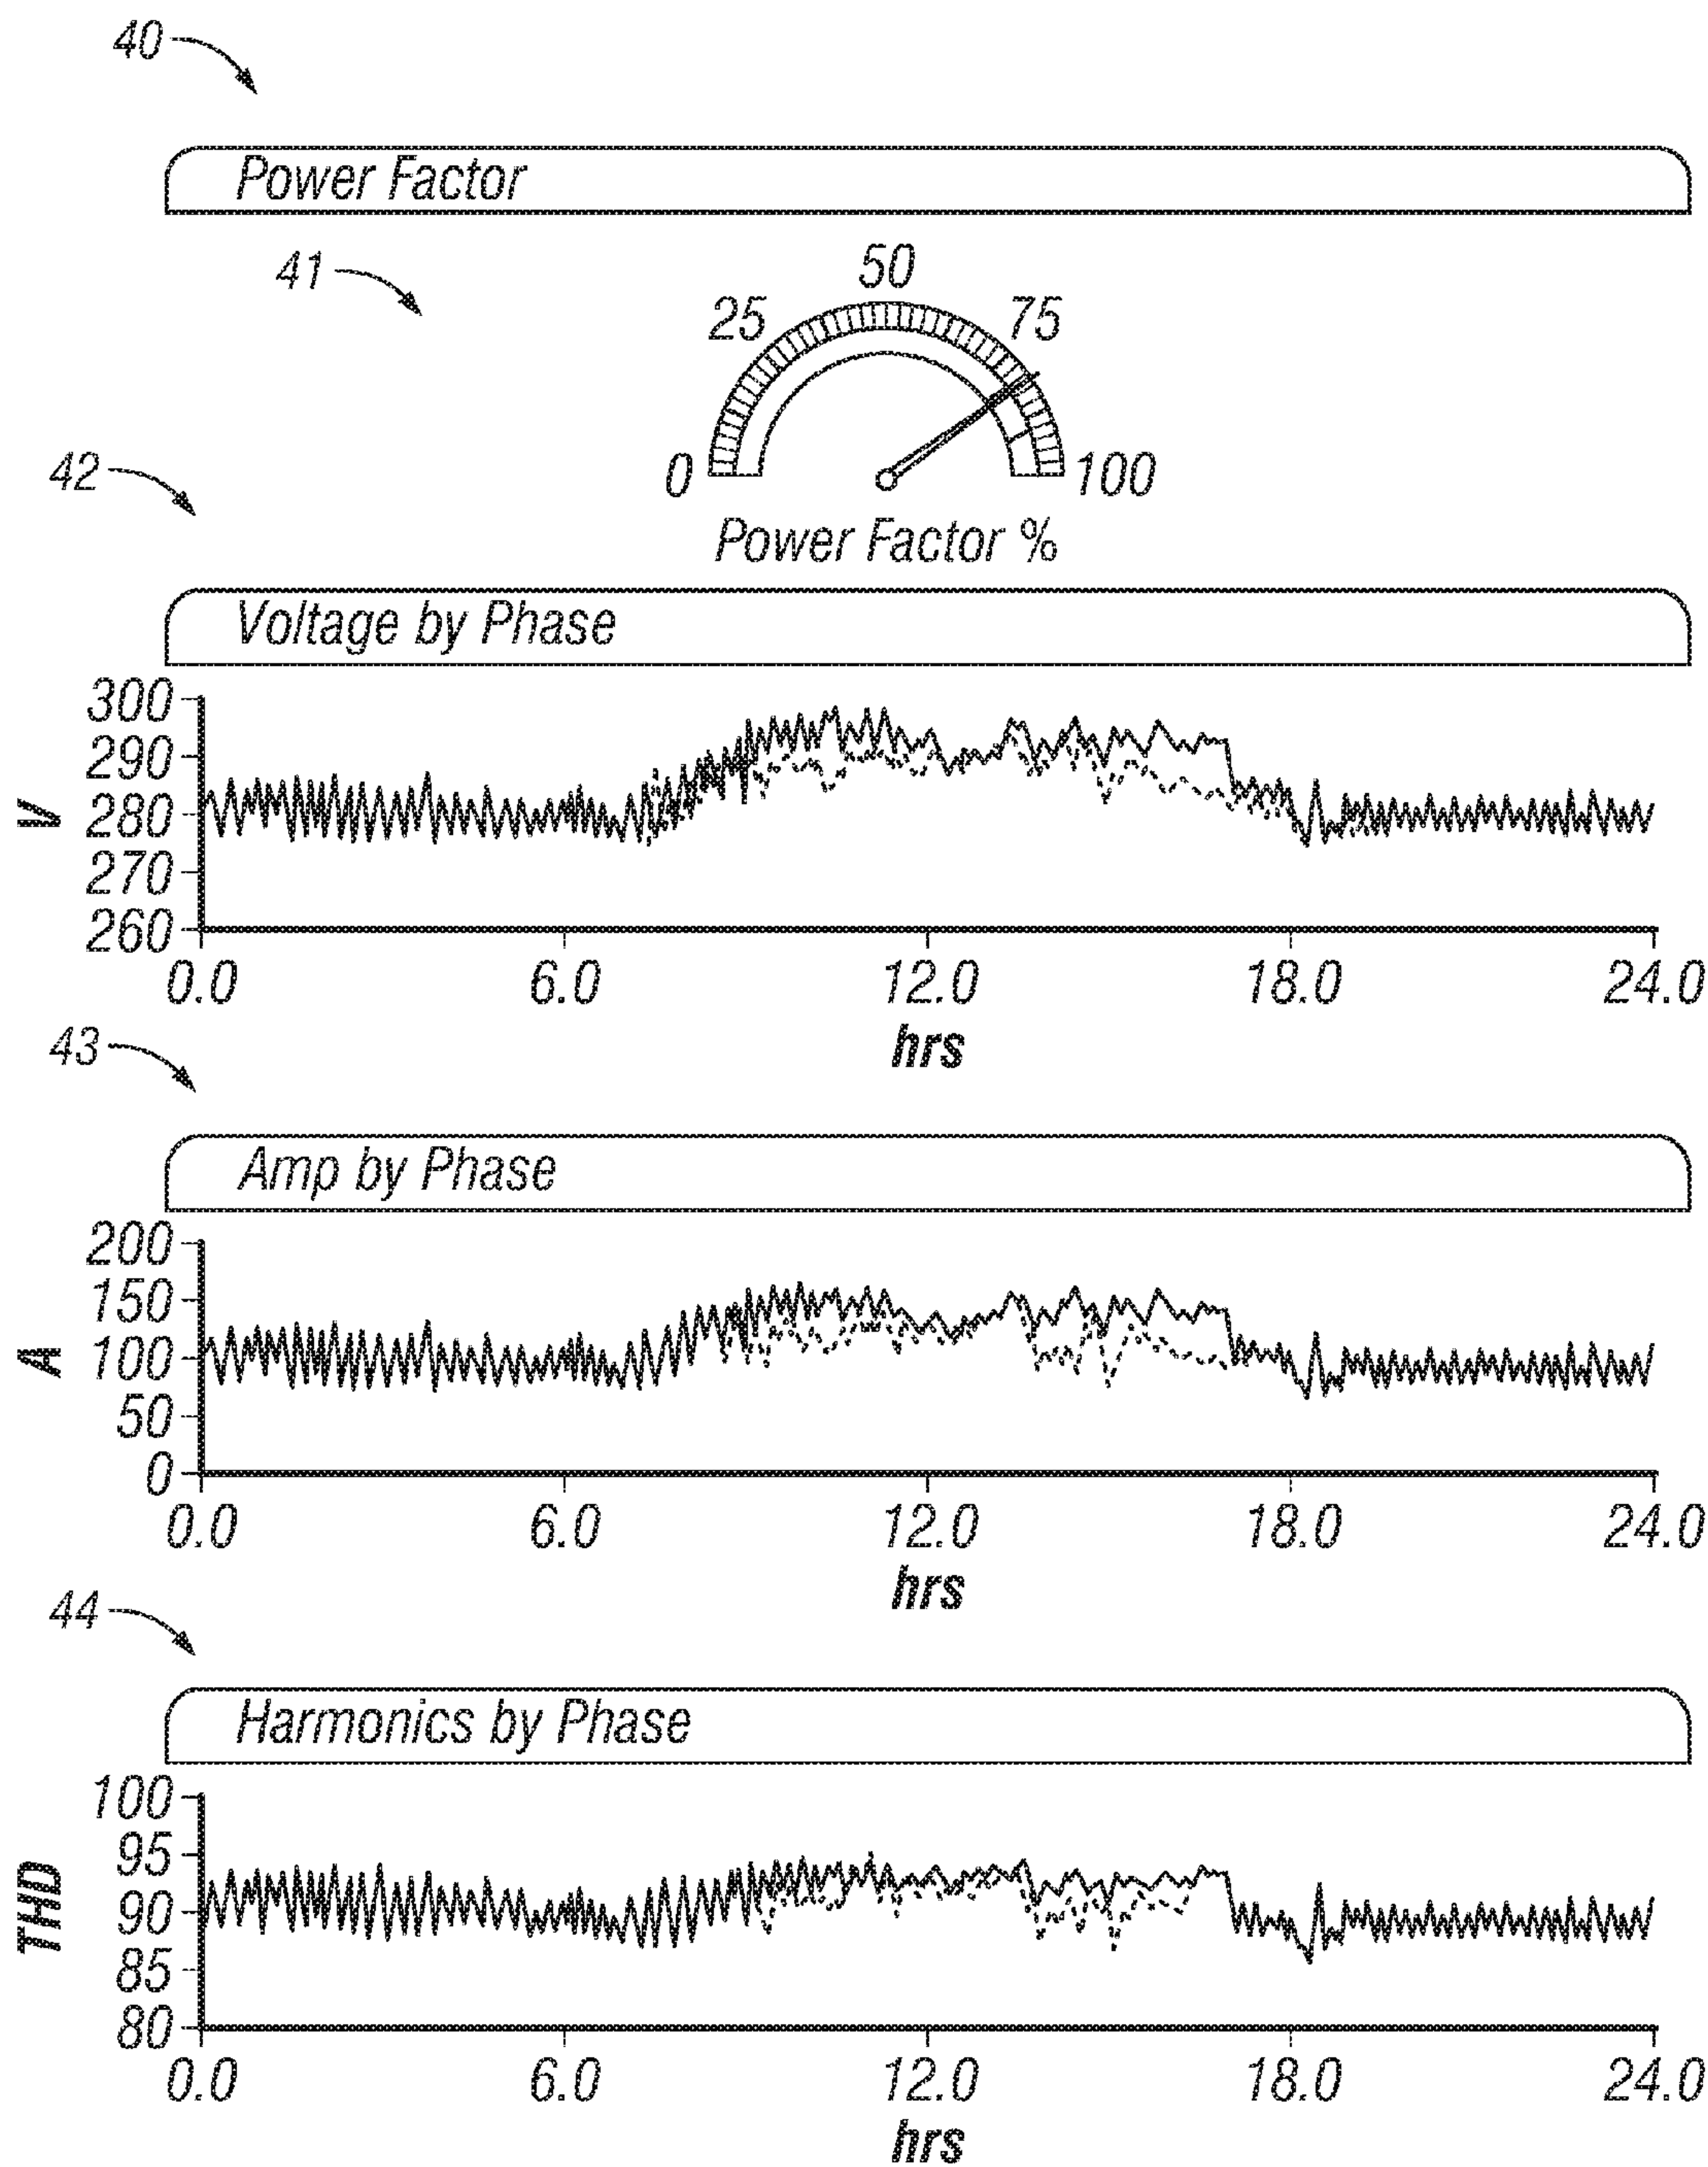 40
Power Factor
41
50
25 75
0 100
Power Factor %
42
Voltage by Phase
300
290
280
270
260
V
0.0 6.0 12.0 18.0 24.0
hrs
43
Amp by Phase
200
150
100
50
0
A
0.0 6.0 12.0 18.0 24.0
hrs
44
Harmonics by Phase
100
95
90
85
80
THD
0.0 6.0 12.0 18.0 24.0
hrs